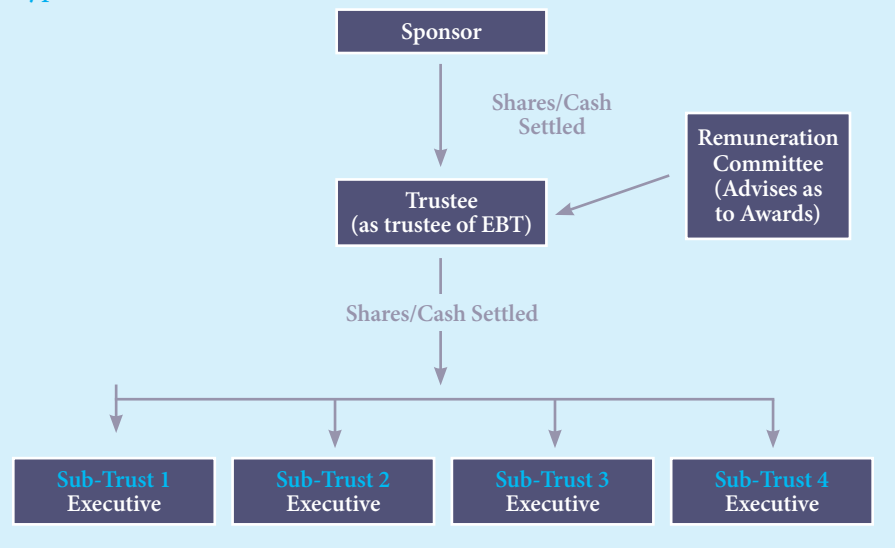 Sponsor
Shares/Cash
Settled
Remuneration
Committee
(Advises as
to Awards)
Trustee
(as trustee of EBT)
Shares/Cash Settled
Sub-Trust 1
Executive
Sub-Trust 2
Executive
Sub-Trust 3
Executive
Sub-Trust 4
Executive